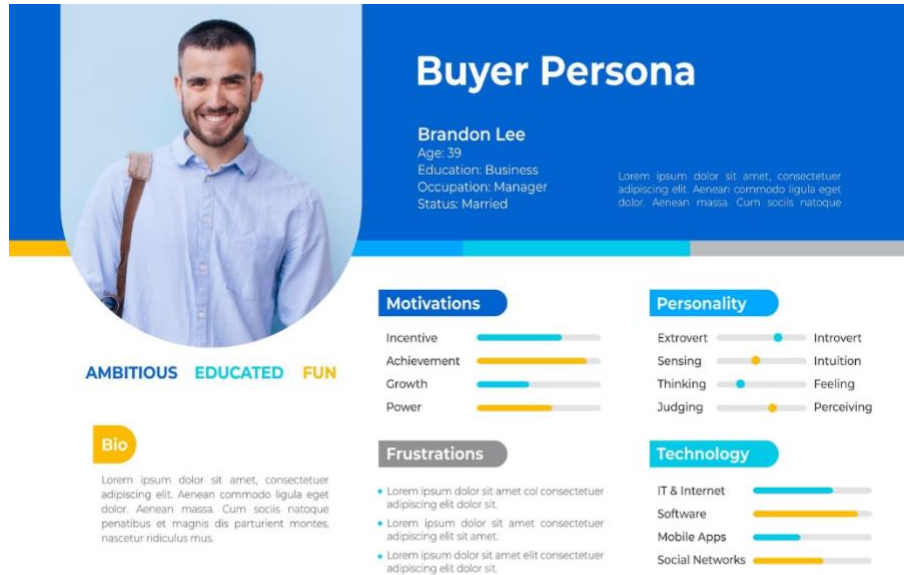 Buyer Persona
Brandon Lee
Age: 39
Education: Business
Occupation: Manager
Status: Married
Lorem ipsum dolor sit amet, consectetuer
adipiscing elit. Aenean commodo ligula eget
dolor. Aenean massa. Cum sociis natoque
AMBITIOUS EDUCATED FUN
Bio
Lorem ipsum dolor sit amet, consectetuer
adipiscing elit. Aenean commodo ligula eget
dolor. Aenean massa. Cum sociis natoque
penatibus et magnis dis parturient montes,
nascetur ridiculus mus.
Motivations
Incentive
Achievement
Growth
Power
Frustrations
Lorem ipsum dolor sit amet col consectetuer
adipiscing elit dolor sit.
Lorem ipsum dolor sit amet consectetuer
adipiscing elit sit amet.
Lorem ipsum dolor sit amet elit consectetuer
adipiscing elit dolor sit.
Personality
Extrovert Introvert
Sensing Intuition
Thinking Feeling
Judging Perceiving
Technology
IT & Internet
Software
Mobile Apps
Social Networks